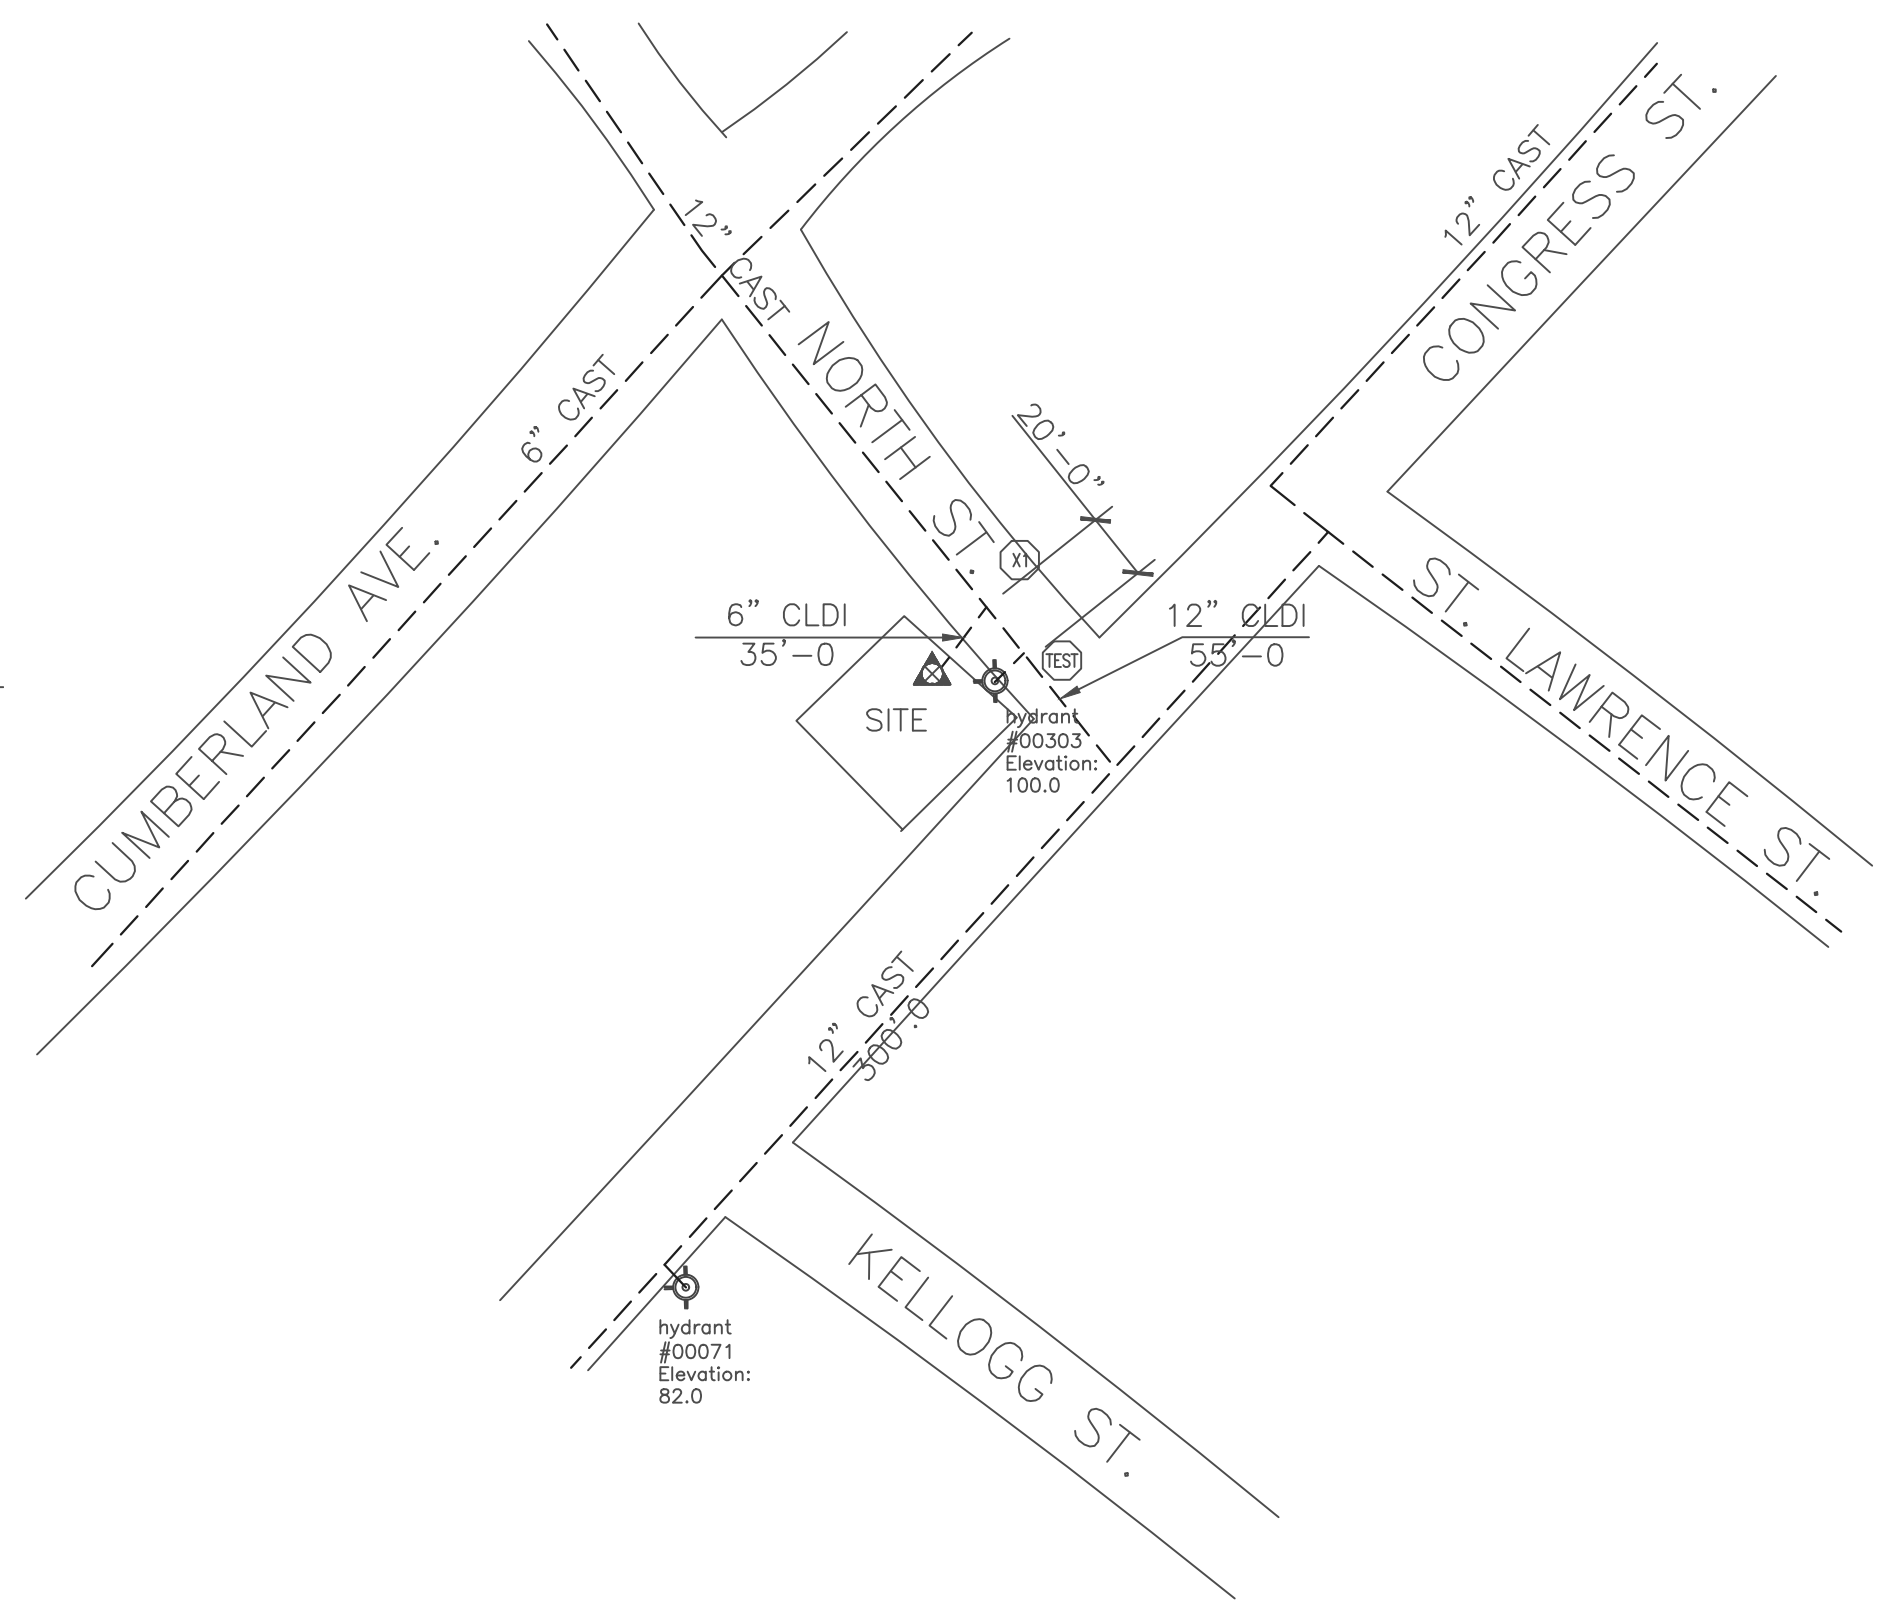 12” CAST
12” CAST
CONGRESS ST.
NORTH ST.
6” CAST
20’-0”
CUMBERLAND AVE.
X1
6” CLDI
35’-0
12” CLDI
55’-0
TEST
ST. LAWRENCE ST.
SITE
hydrant
#00303
Elevation:
100.0
12” CAST
300’.0
KELLOGG ST.
hydrant
#00071
Elevation:
82.0